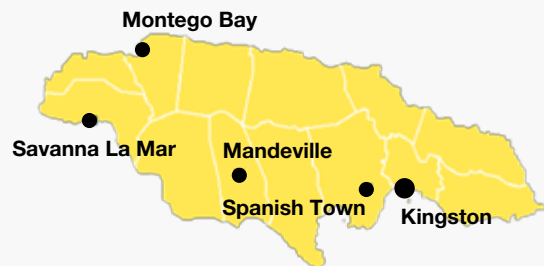 Montego Bay
Savanna La Mar
Mandeville
Spanish Town
Kingston